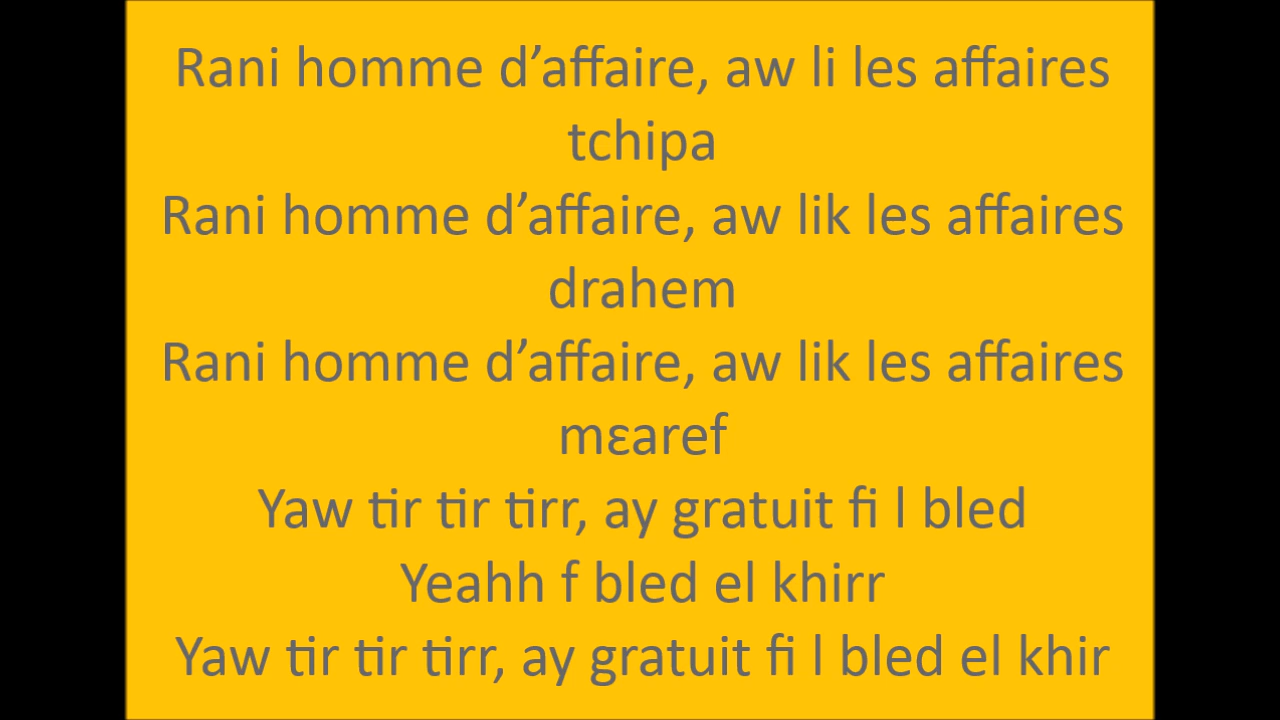 Rani homme d’affaire, aw li les affaires
tchipa
Rani homme d’affaire, aw lik les affaires
drahem
Rani homme d’affaire, aw lik les affaires
mɛaref
Yaw tir tir tirr, ay gratuit fi l bled
Yeahh f bled el khirr
Yaw tir tir tirr, ay gratuit fi l bled el khir